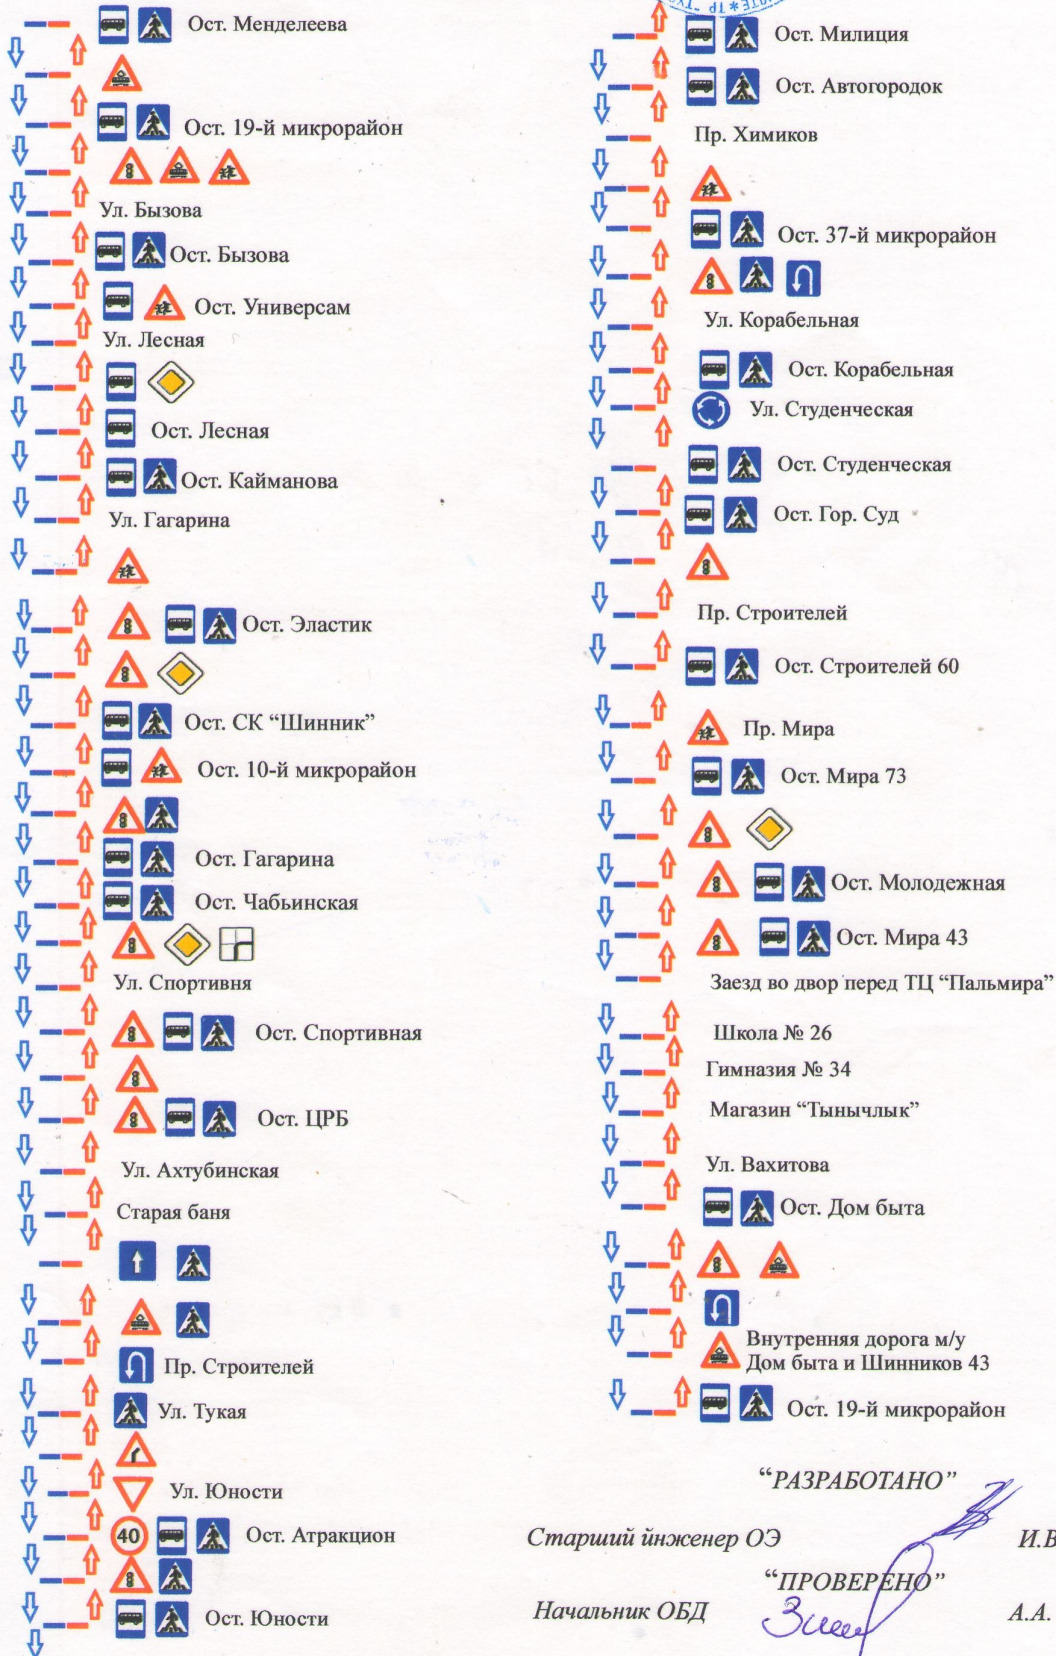 Ост. Менделеева
Ост. 19-й микрорайон
Ул. Бызова
Ост. Бызова
Ост. Универсам
Ул. Лесная
Ост. Лесная
Ост. Кайманова
Ул. Гагарина
Ост. Эластик
Ост. СК “Шинник”
Ост. 10-й микрорайон
Ост. Гагарина
Ост. Чабьинская
Ул. Спортивня
Ост. Спортивная
Ост. ЦРБ
Ул. Ахтубинская
Старая баня
Пр. Строителей
Ул. Тукая
Ул. Юности
40 Ост. Атракцион
Ост. Юности
Ост. Милиция
Ост. Автогородок
Пр. Химиков
Ост. 37-й микрорайон
Ул. Корабельная
Ост. Корабельная
Ул. Студенческая
Ост. Студенческая
Ост. Гор. Суд
Пр. Строителей
Ост. Строителей 60
Пр. Мира
Ост. Мира 73
Ост. Молодежная
Ост. Мира 43
Заезд во двор перед ТЦ “Пальмира”
Школа № 26
Гимназия № 34
Магазин “Тынычлык”
Ул. Вахитова
Ост. Дом быта
Внутренняя дорога м/у
Дом быта и Шинников 43
Ост. 19-й микрорайон
“РАЗРАБОТАНО”
Старший йнженер ОЭ
“ПРОВЕРЕНО”
Начальник ОБД
А.А.